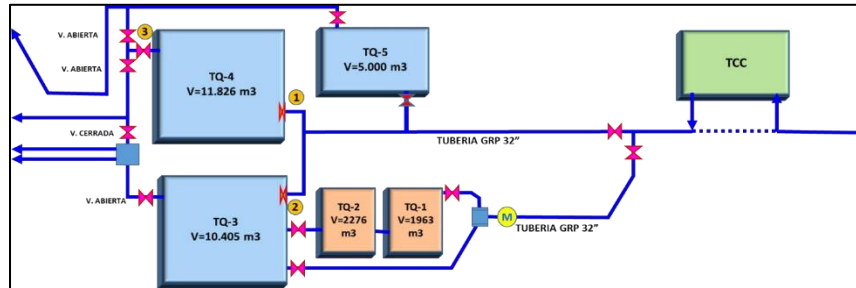 3
V. ABIERTA
V. ABIERTA
TQ-4
V=11.826 m3
1
TQ-5
V=5.000 m3
TCC
V. CERRADA
TUBERIA GRP 32”
V. ABIERTA
TQ-3
V=10.405 m3
2
TQ-2
V=2276
m3
TQ-1
V=1963
m3
M
TUBERIA GRP 32”